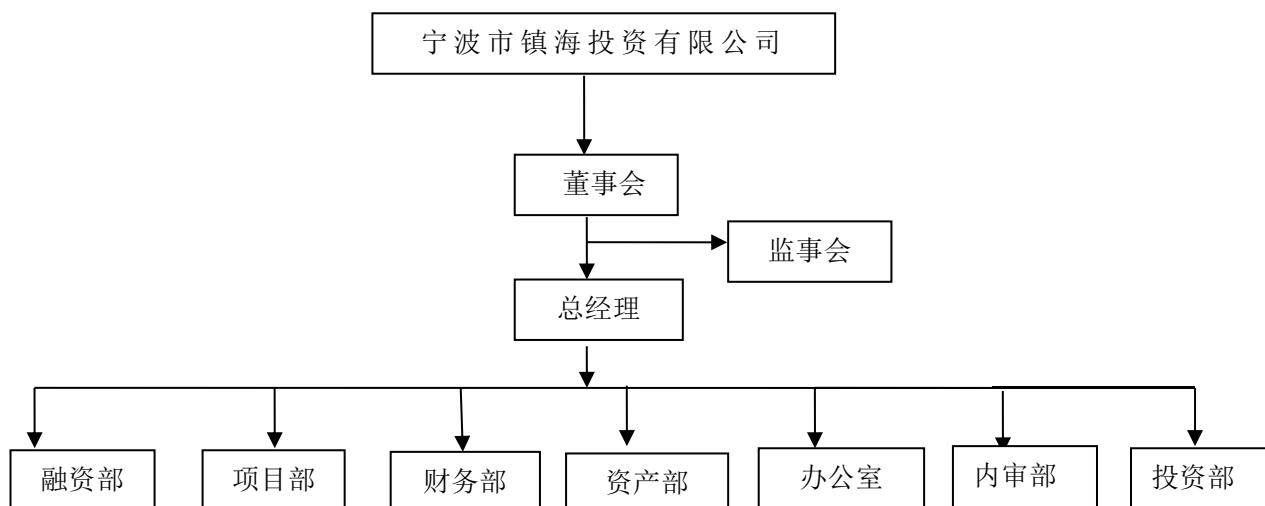 宁波市镇海投资有限公司
董事会
监事会
总经理
融资部
项目部
财务部
资产部
办公室
内审部
投资部